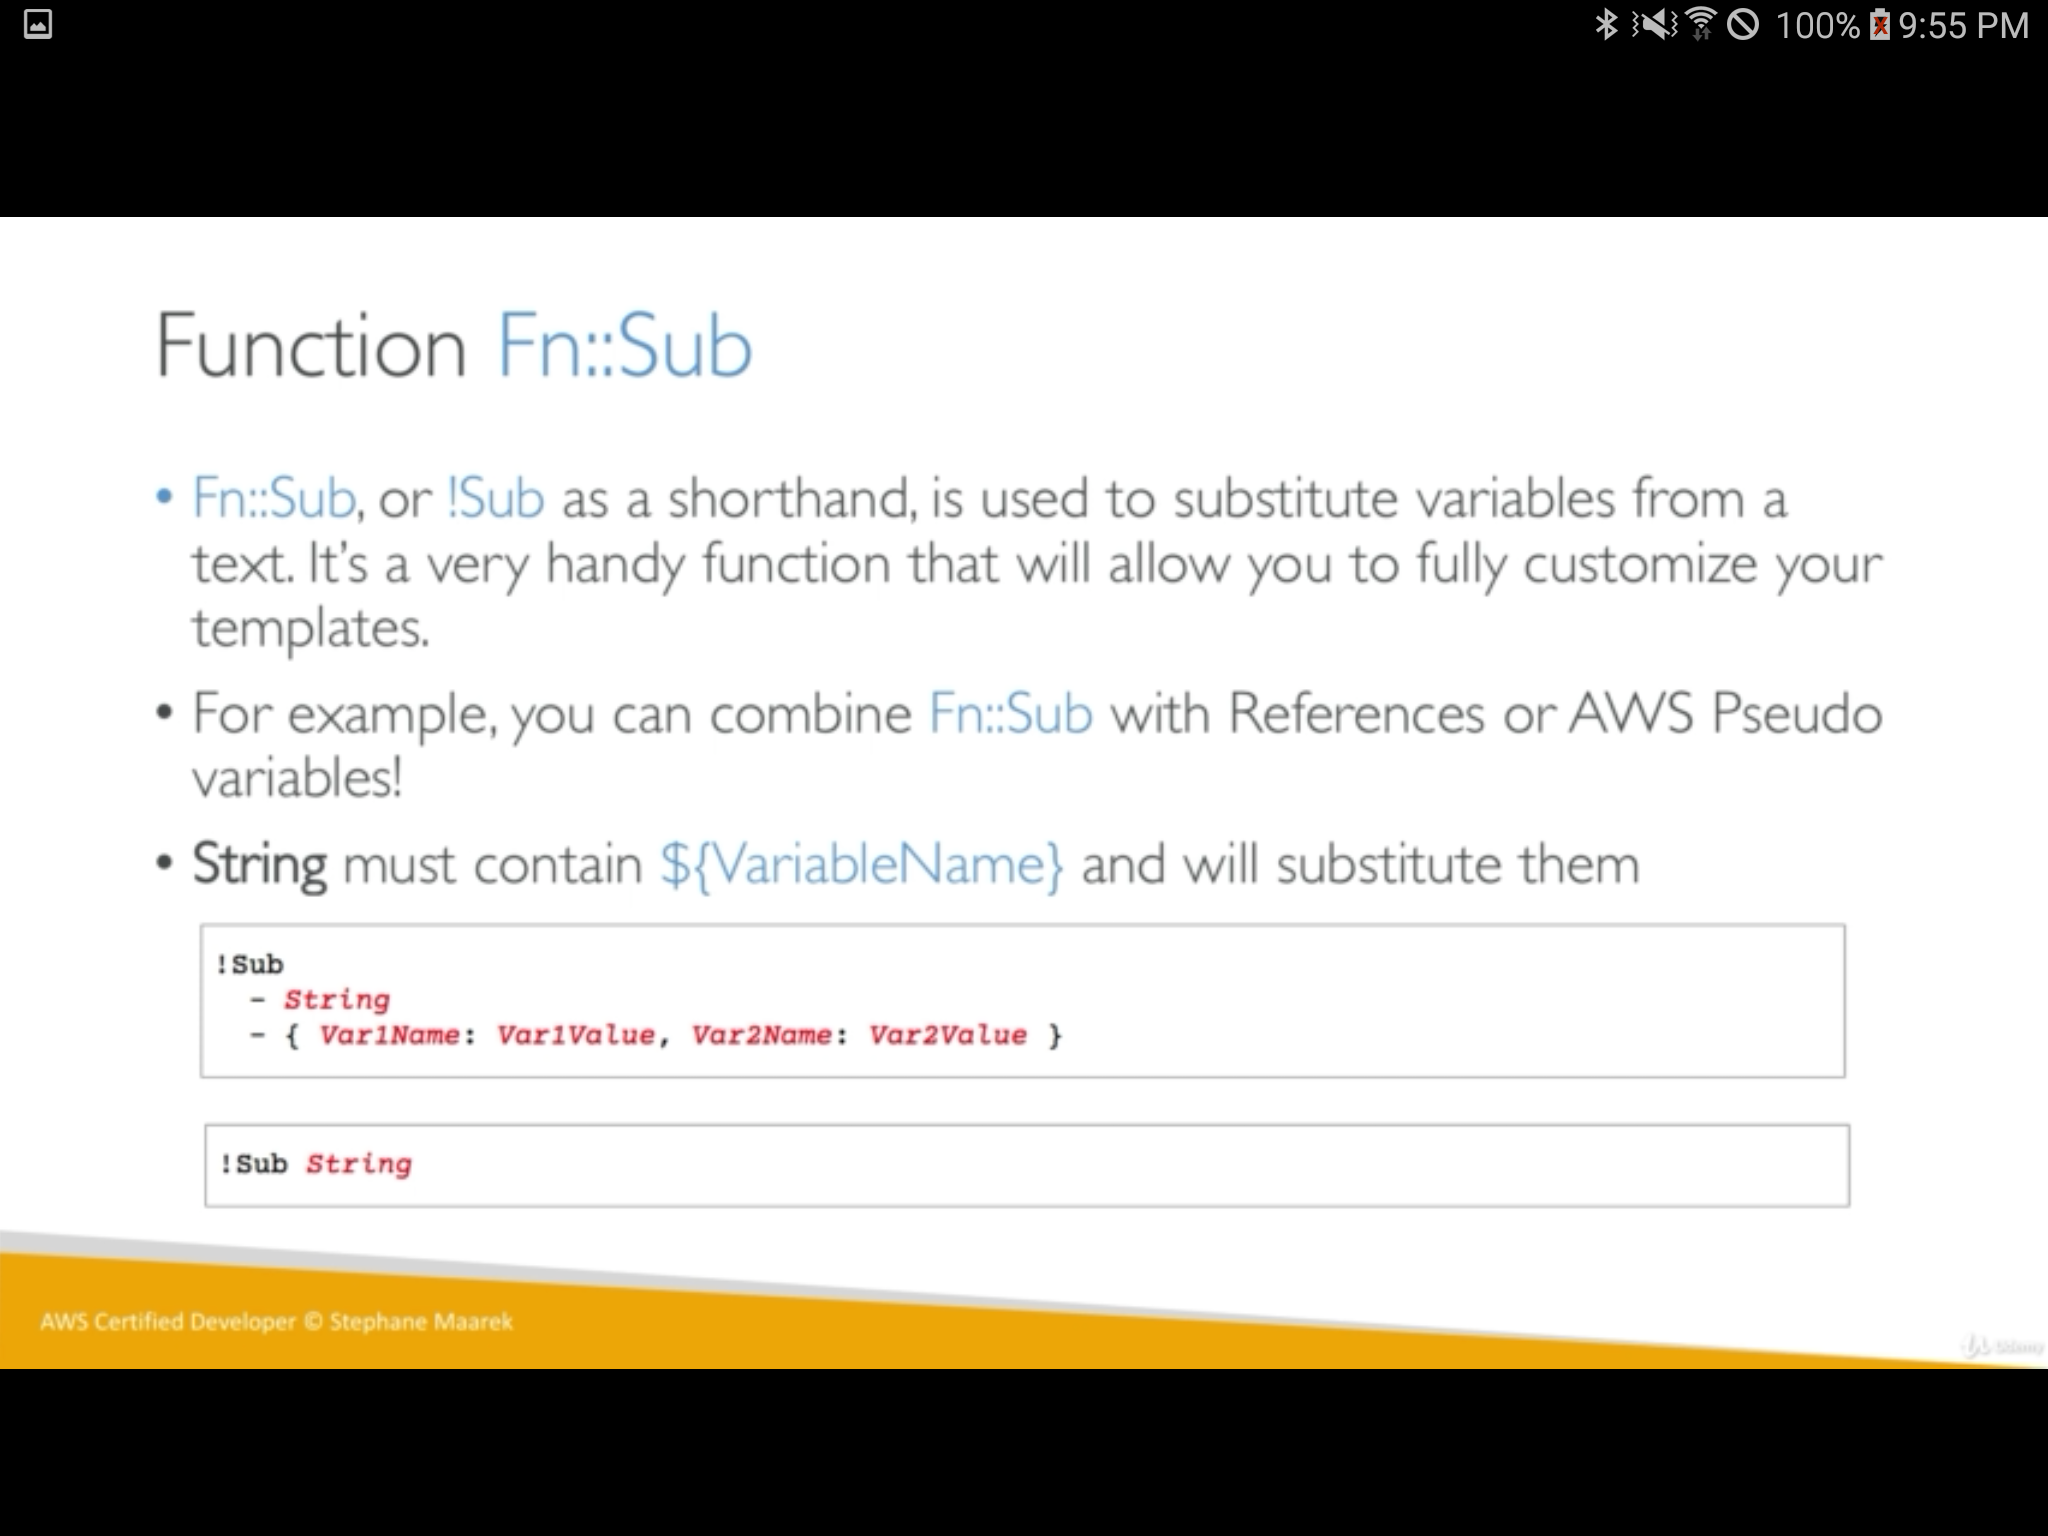 100% 9:55 PM
Function Fn::Sub
• Fn::Sub, or !Sub as a shorthand, is used to substitute variables from a
text. It's a very handy function that will allow you to fully customize your
templates.
• For example, you can combine Fn::Sub with References or AWS Pseudo
variables!
• String must contain ${VariableName} and will substitute them
!Sub
  - String
  - { Var1Name: Var1Value, Var2Name: Var2Value }
!Sub String
AWS Certified Developer © Stephane Maarek
Udemy